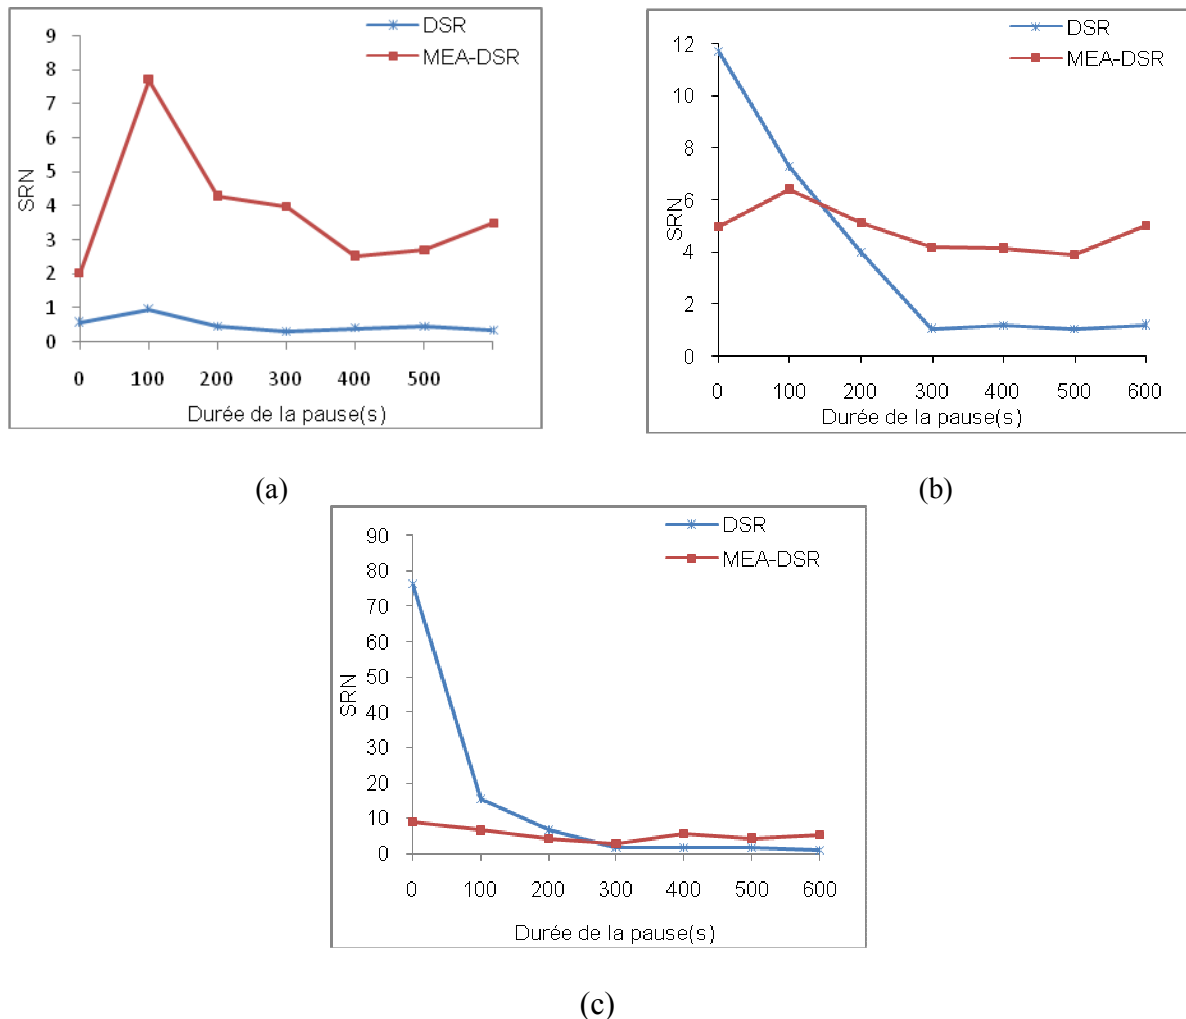 DSR
MEA-DSR
9
8
7
6
5
4
3
2
1
0
SRN
0 100 200 300 400 500
Durée de la pause(s)
(a)
DSR
MEA-DSR
12
10
8
6
4
2
0
SRN
0 100 200 300 400 500 600
Durée de la pause(s)
(b)
DSR
MEA-DSR
90
80
70
60
50
40
30
20
10
0
SRN
0 100 200 300 400 500 600
Durée de la pause(s)
(c)